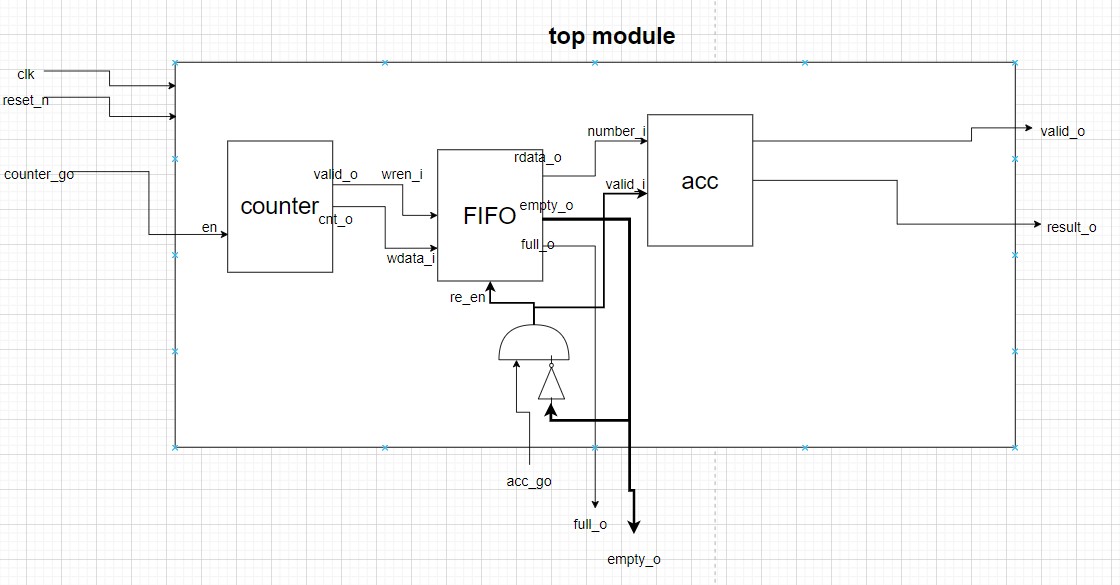 top module
clk
reset_n
counter_go
en
counter
valid_o
cnt_o
wren_i
wdata_i
FIFO
rdata_o
empty_o
full_o
re_en
number_i
valid_i
acc
valid_o
result_o
acc_go
full_o
empty_o